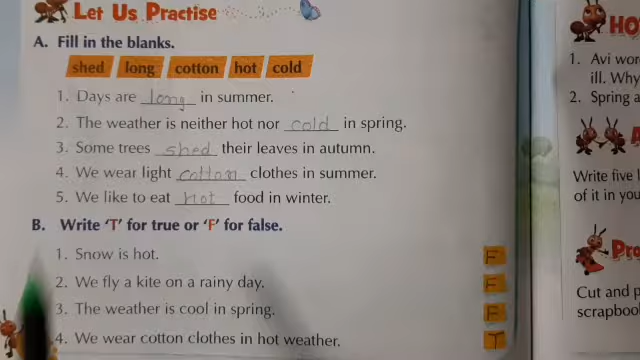 Let Us Practise
A. Fill in the blanks.
shed long cotton hot cold
1. Days are long in summer.
2. The weather is neither hot nor cold in spring.
3. Some trees shed their leaves in autumn.
4. We wear light cotton clothes in summer.
5. We like to eat hot food in winter.
B. Write 'T' for true or 'F' for false.
1. Snow is hot. F
2. We fly a kite on a rainy day. F
3. The weather is cool in spring. F
4. We wear cotton clothes in hot weather. T
HO
1. Avi wor
ill. Why
2. Spring a
A
Write five l
of it in you
Pro
Cut and p
scrapboo